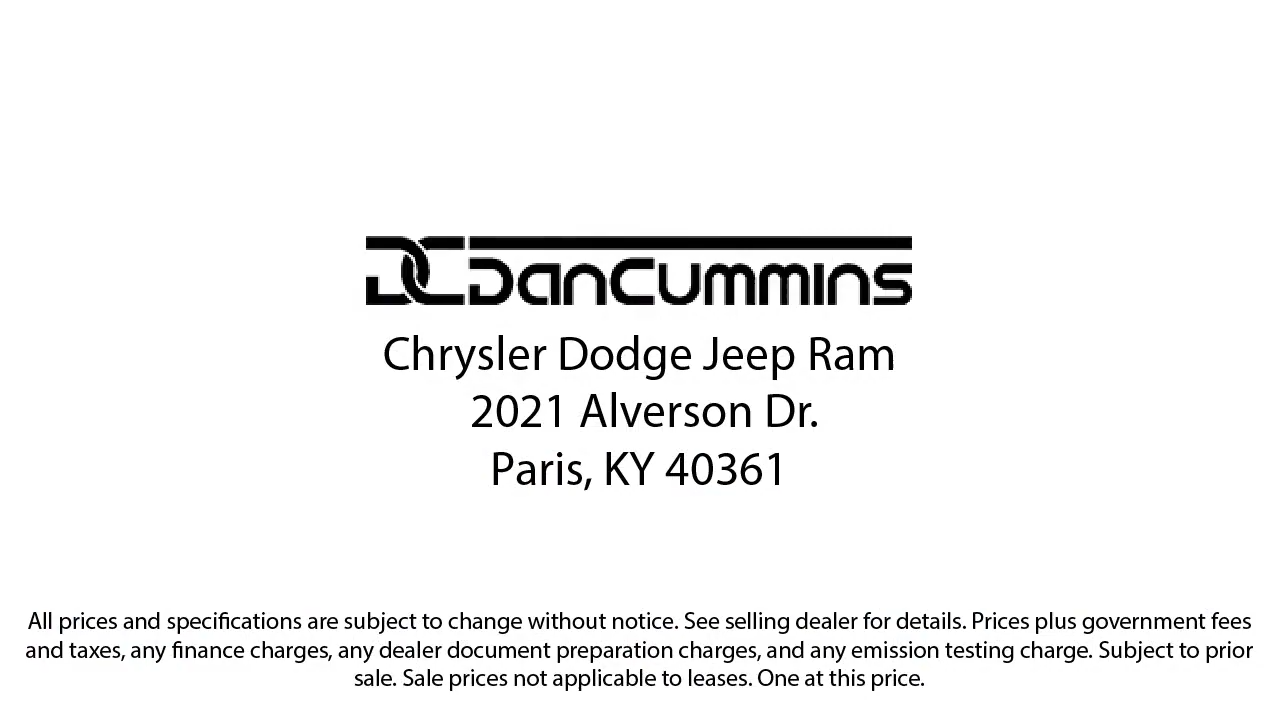 DC DanCummins
Chrysler Dodge Jeep Ram
2021 Alverson Dr.
Paris, KY 40361
All prices and specifications are subject to change without notice. See selling dealer for details. Prices plus government fees
and taxes, any finance charges, any dealer document preparation charges, and any emission testing charge. Subject to prior
sale. Sale prices not applicable to leases. One at this price.